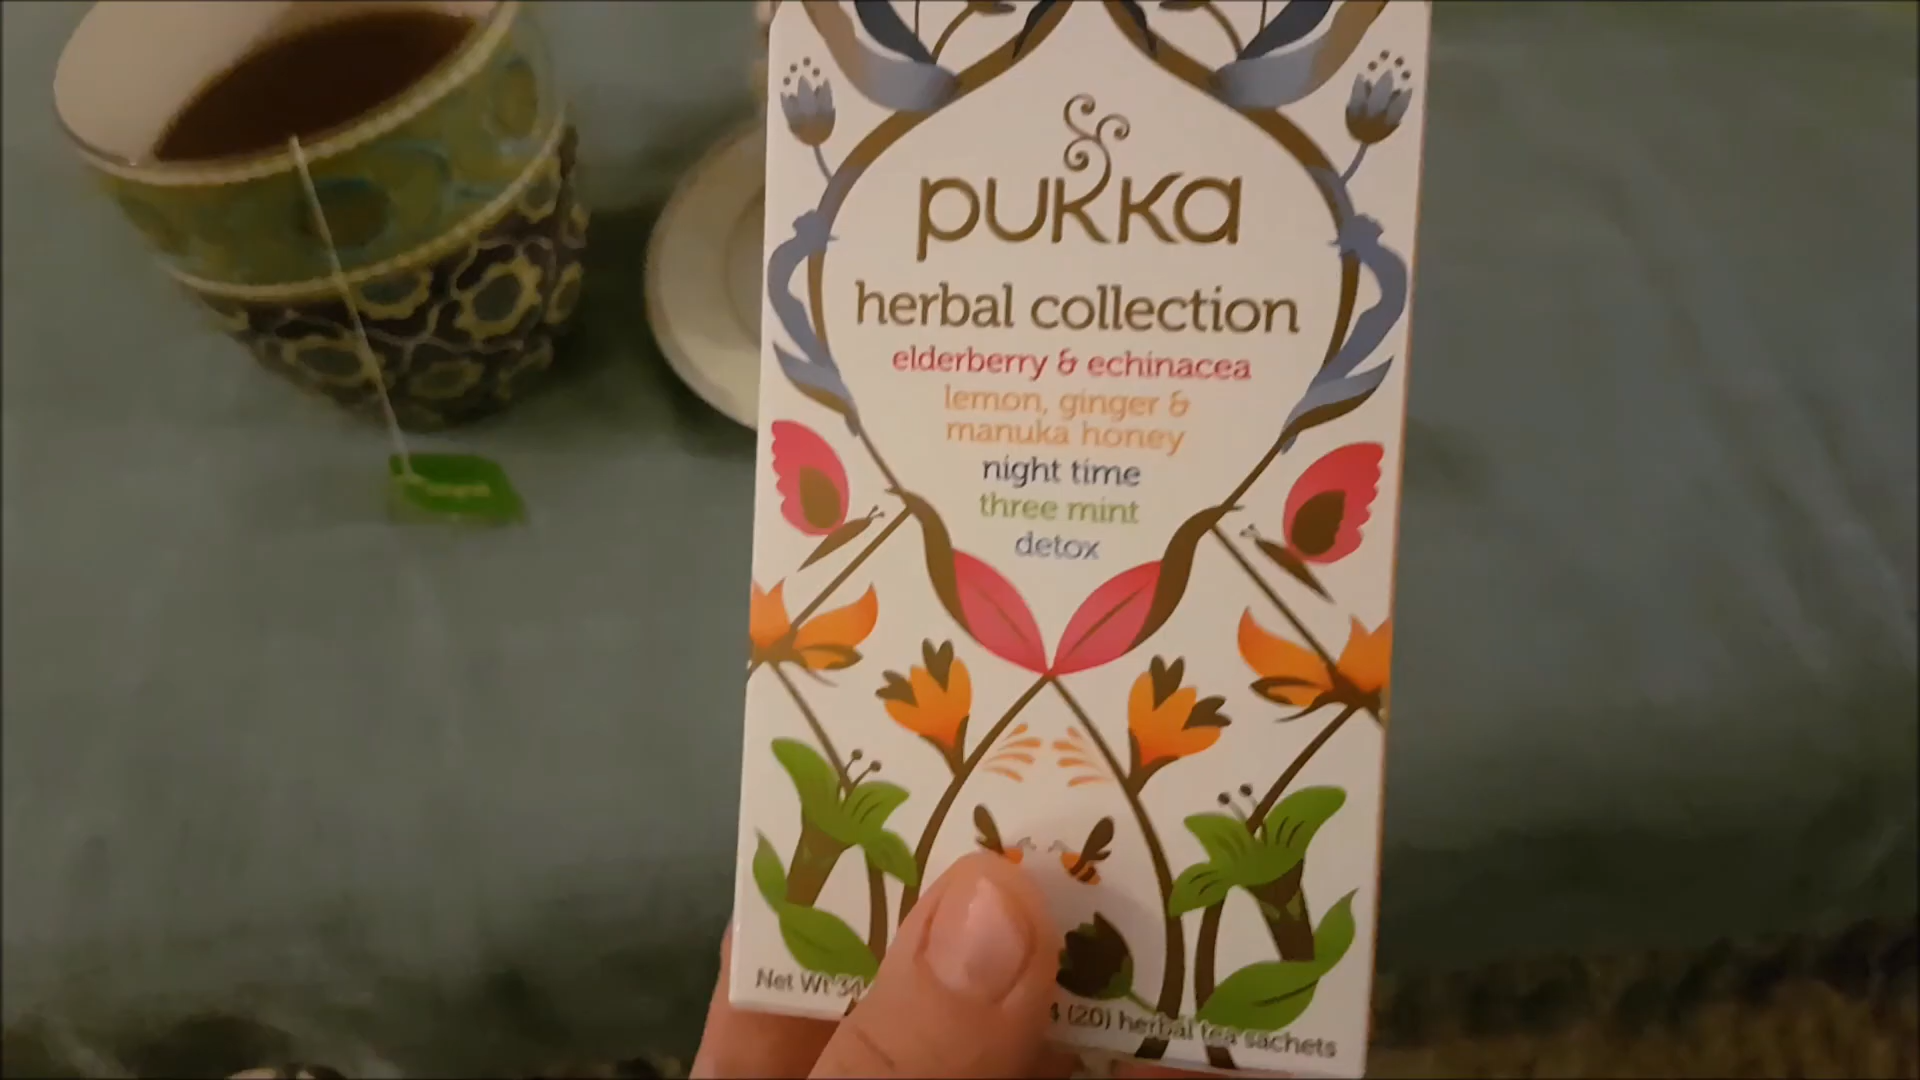 pukka
herbal collection
elderberry & echinacea
lemon, ginger &
manuka honey
night time
three mint
detox
Net Wt 34
(20) herbal tea sachets